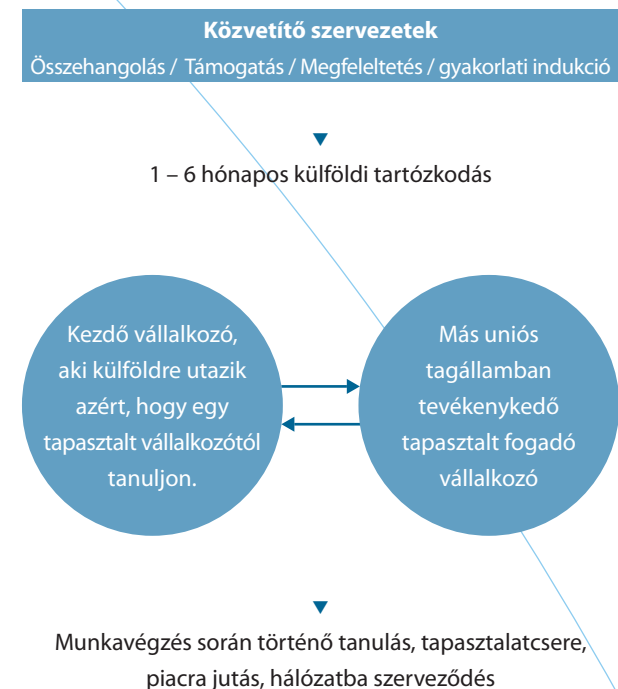 Közvetítő szervezetek
Összehangolás / Támogatás / Megfeleltetés / gyakorlati indukció
1 – 6 hónapos külföldi tartózkodás
Kezdő vállalkozó,
aki külföldre utazik
azért, hogy egy
tapasztalt vállalkozótól
tanuljon.
Más uniós
tagállamban
tevékenykedő
tapasztalt fogadó
vállalkozó
Munkavégzés során történő tanulás, tapasztalatcsere,
piacra jutás, hálózatba szerveződés